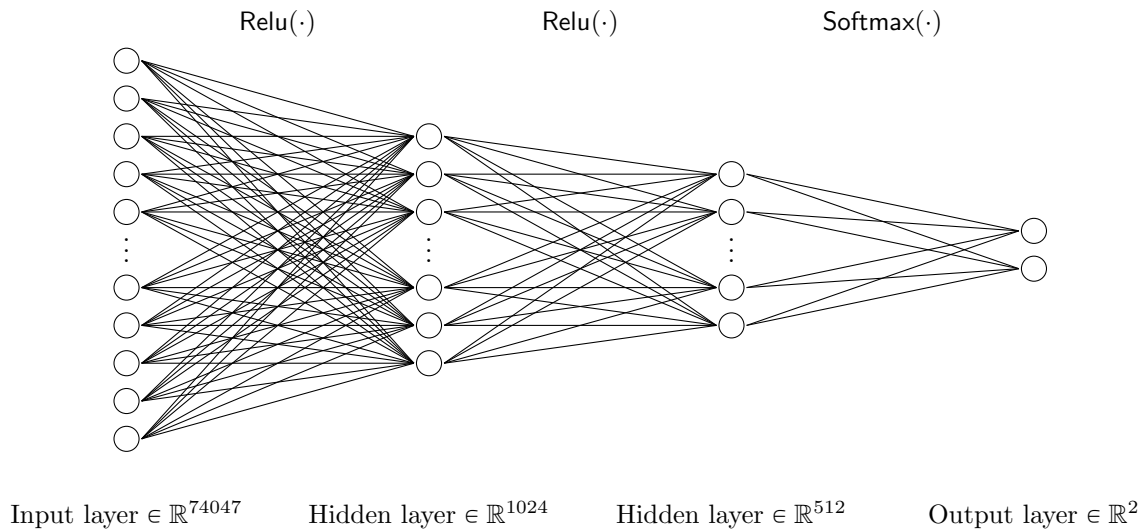 Relu(·) Relu(·) Softmax(·)
Input layer ∈ ℝ^74047 Hidden layer ∈ ℝ^1024 Hidden layer ∈ ℝ^512 Output layer ∈ ℝ^2